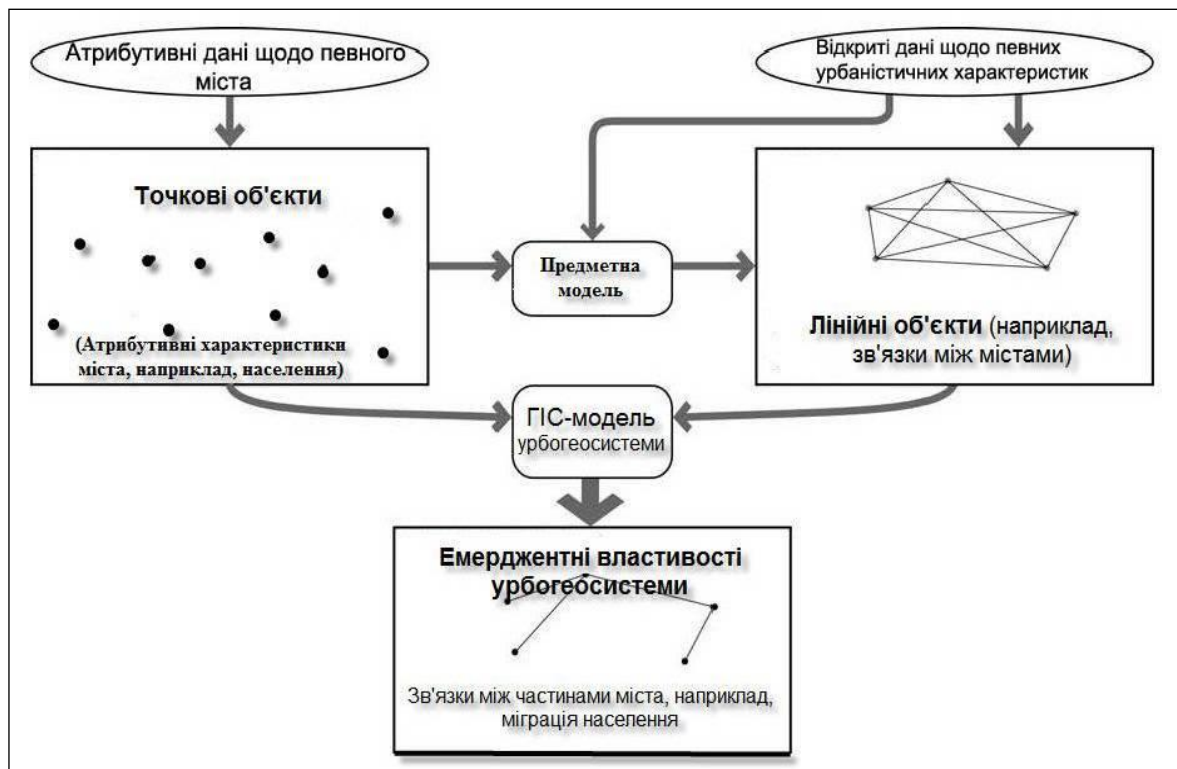 Атрибутивні дані щодо певного
міста
Відкриті дані щодо певних
урбаністичних характеристик
Точкові об'єкти
(Атрибутивні характеристики
міста, наприклад, населення)
Предметна
модель
Лінійні об'єкти (наприклад,
зв'язки між містами)
ГІС-модель
урбогеосистеми
Емерджентні властивості
урбогеосистеми
Зв'язки між частинами міста, наприклад,
міграція населення